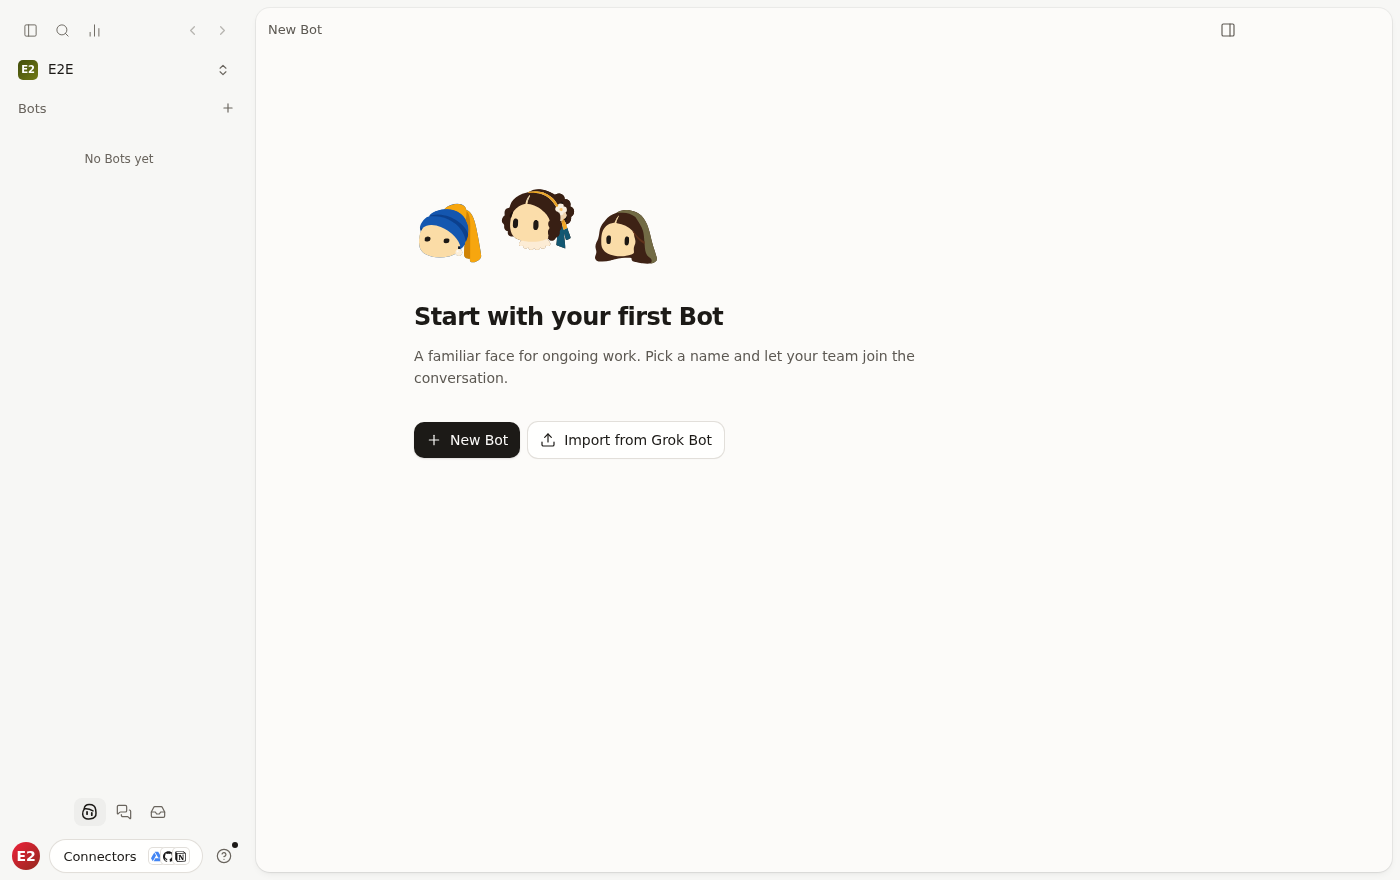 New Bot
E2 E2E
Bots
No Bots yet
Start with your first Bot
A familiar face for ongoing work. Pick a name and let your team join the
conversation.
New Bot
Import from Grok Bot
E2
Connectors